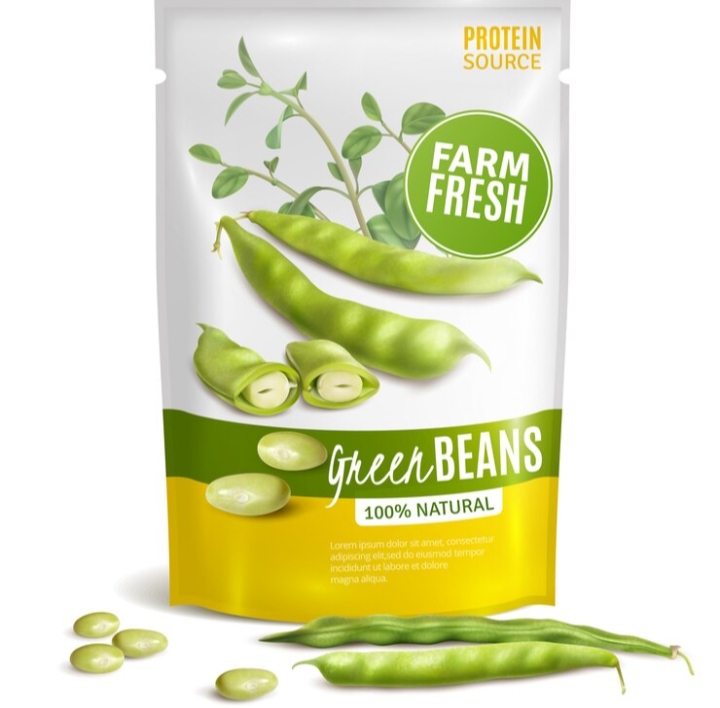 PROTEIN
SOURCE
FARM
FRESH
Green BEANS
100% NATURAL
Lorem ipsum dolor sit amet, consectetur
adipiscing elit,sed do eiusmod tempor
incididunt ut labore et dolore
magna aliqua.